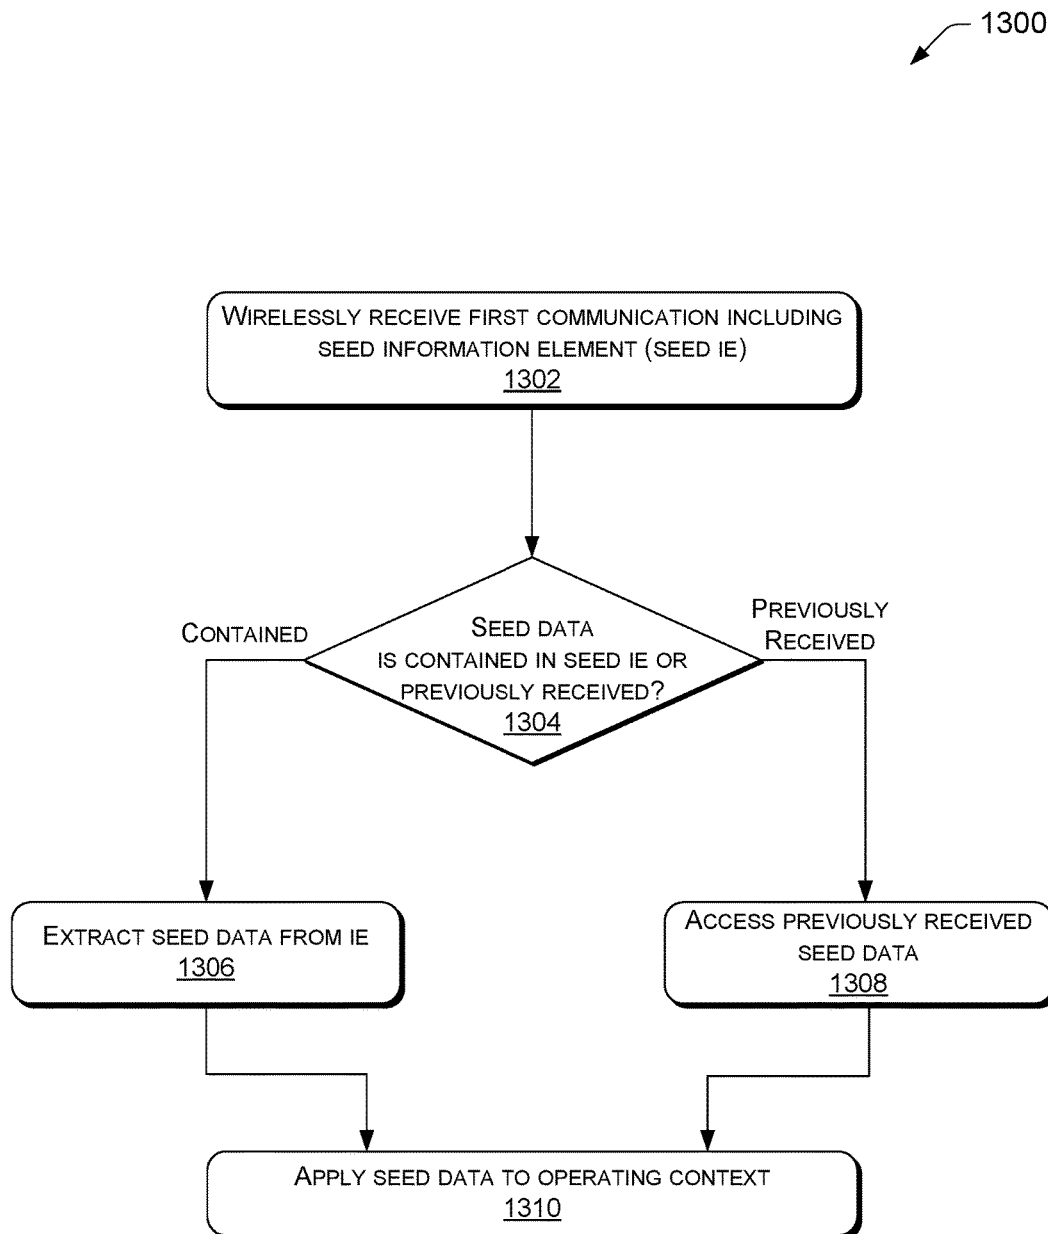 1300
WIRELESSLY RECEIVE FIRST COMMUNICATION INCLUDING
SEED INFORMATION ELEMENT (SEED IE)
1302
SEED DATA
IS CONTAINED IN SEED IE OR
PREVIOUSLY RECEIVED?
1304
CONTAINED
PREVIOUSLY
RECEIVED
EXTRACT SEED DATA FROM IE
1306
ACCESS PREVIOUSLY RECEIVED
SEED DATA
1308
APPLY SEED DATA TO OPERATING CONTEXT
1310